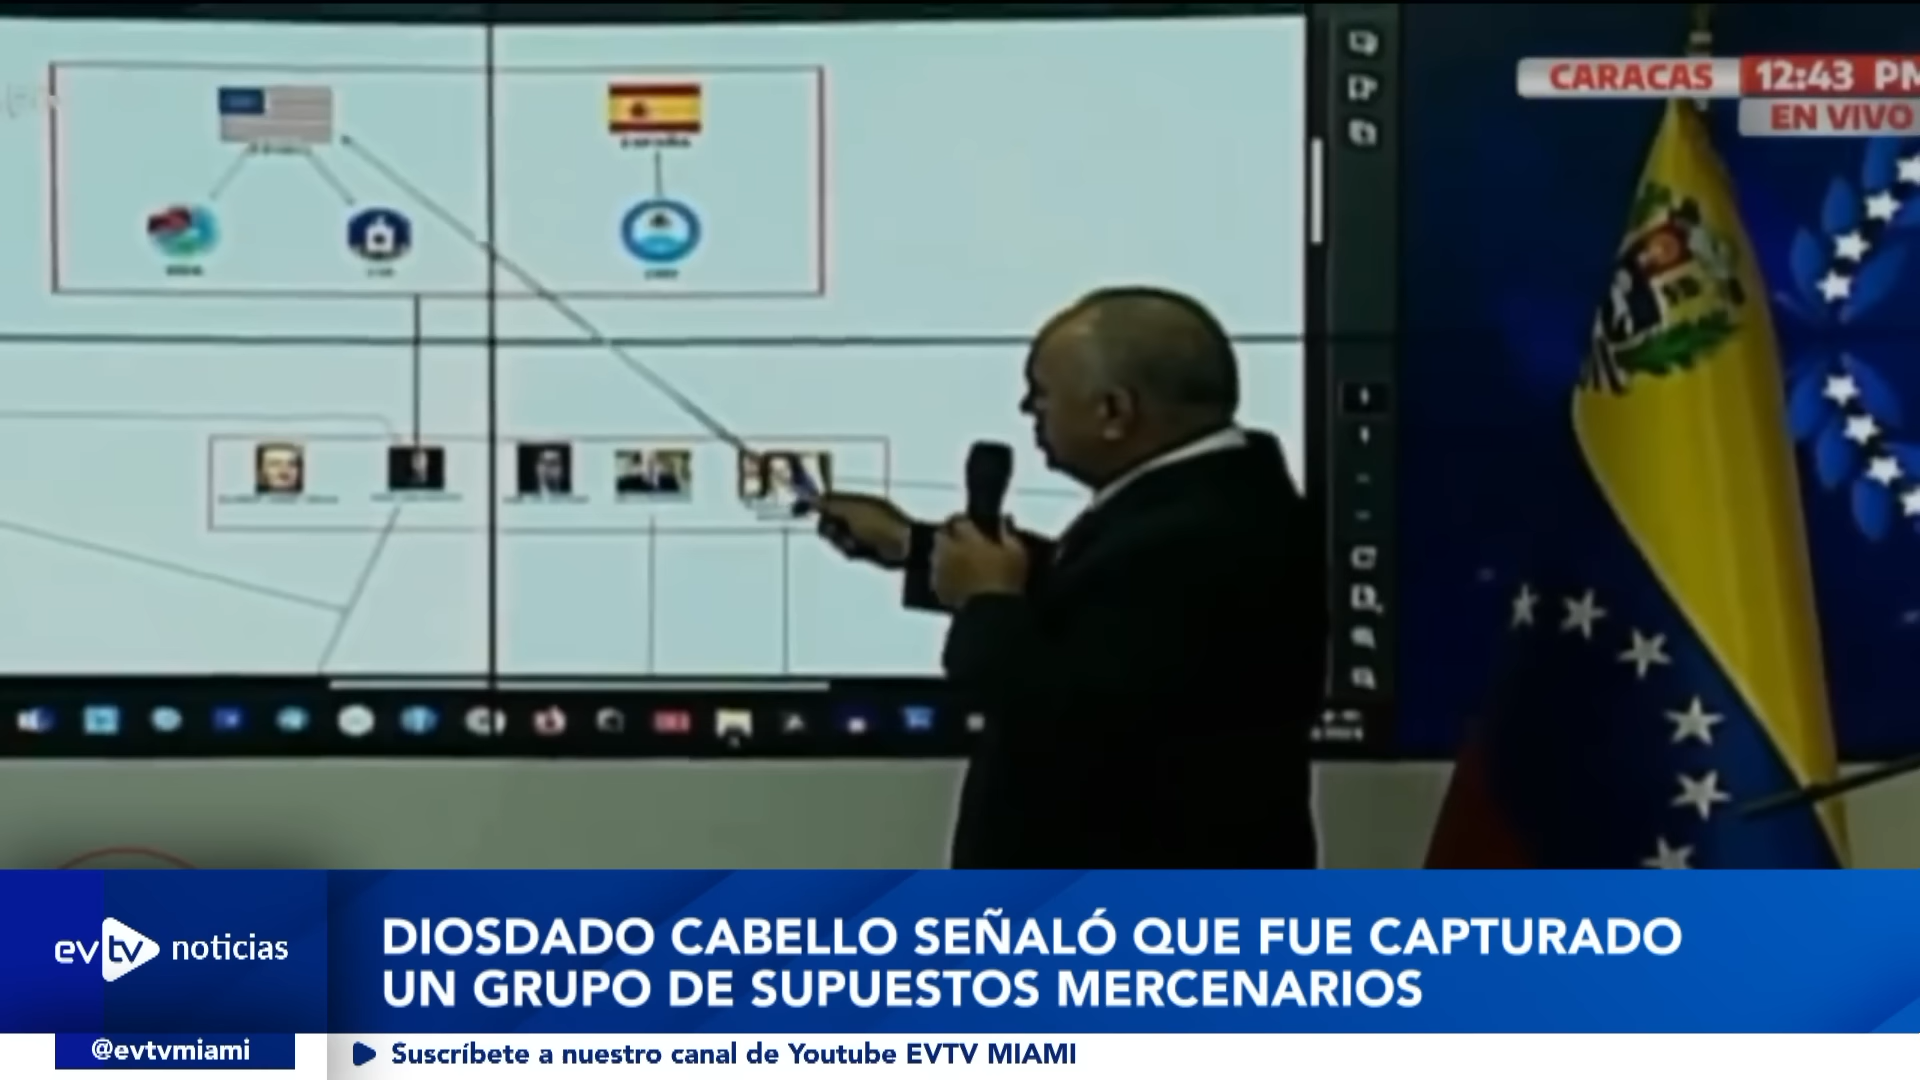 CARACAS 12:43 PM
EN VIVO
ESPAÑA
evtv noticias
DIOSDADO CABELLO SEÑALÓ QUE FUE CAPTURADO
UN GRUPO DE SUPUESTOS MERCENARIOS
@evtvmiami
Suscríbete a nuestro canal de Youtube EVTV MIAMI